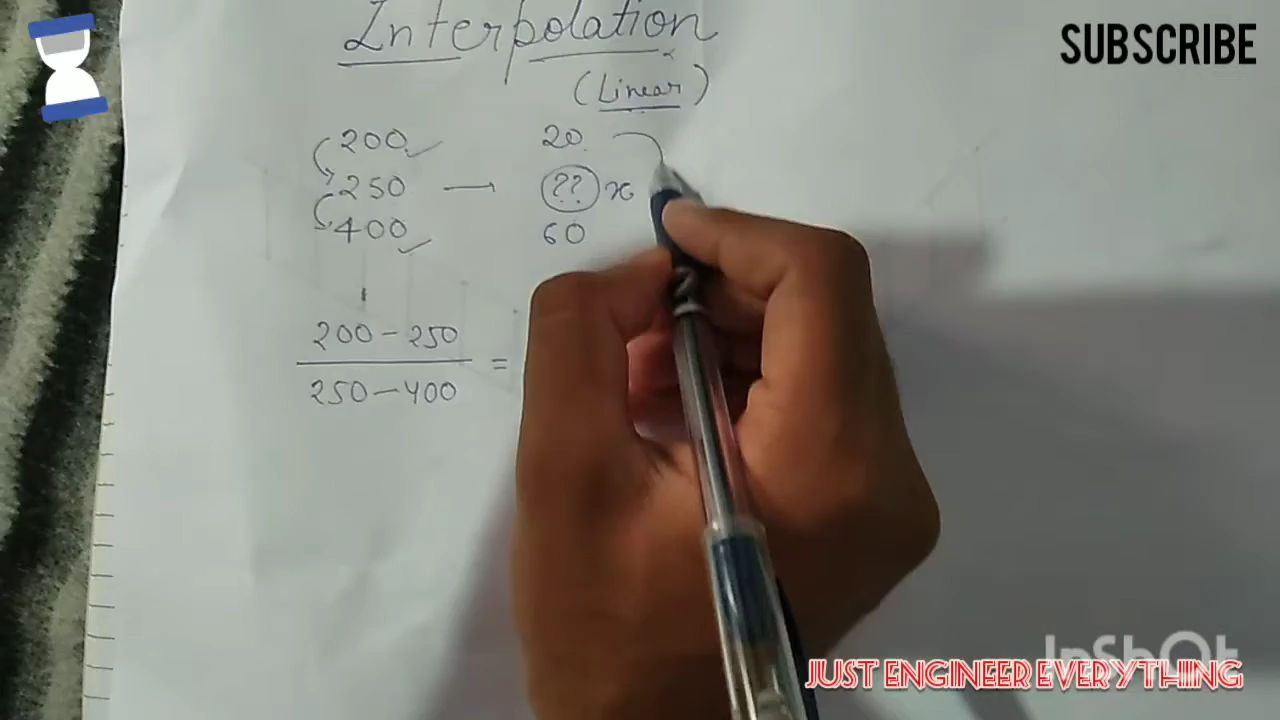 SUBSCRIBE
Interpolation
(Linear)
200 20
250 → ?? x
400 60
200 - 250
250 - 400
=
InShOt
JUST ENGINEER EVERYTHING